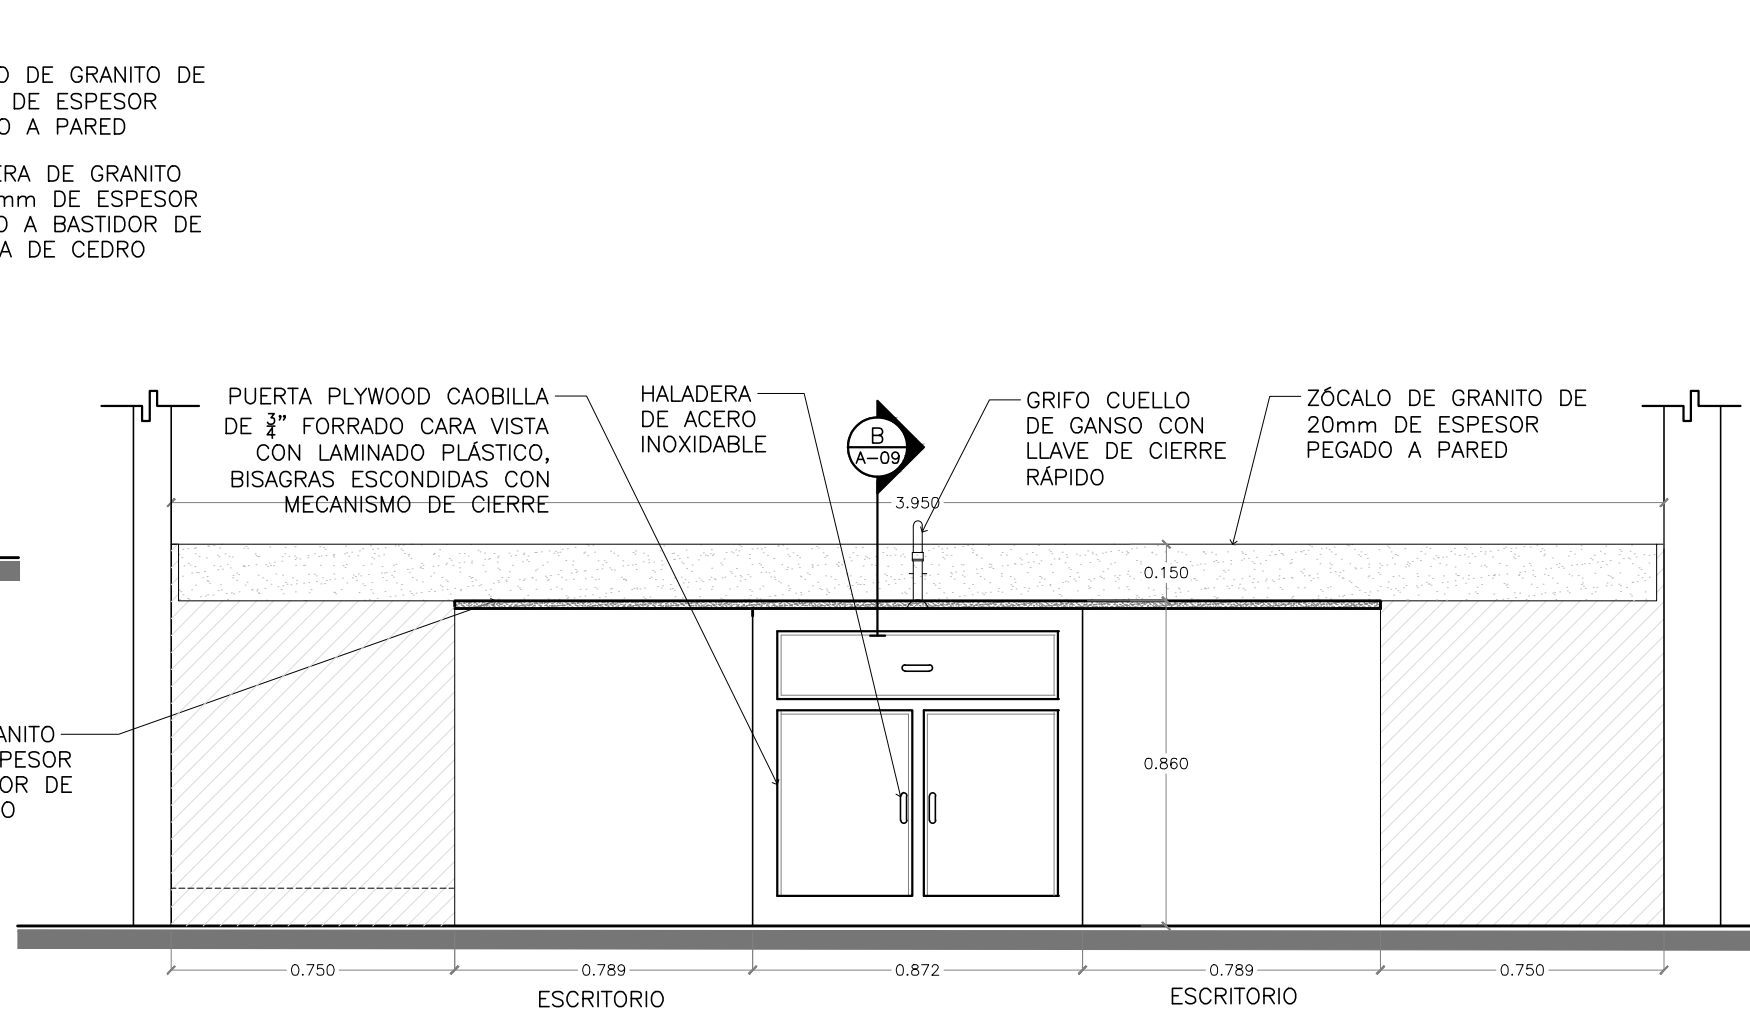 DE GRANITO DE
DE ESPESOR
A PARED
DE GRANITO
mm DE ESPESOR
A BASTIDOR DE
DE CEDRO
PUERTA PLYWOOD CAOBILLA
DE 3/4" FORRADO CARA VISTA
CON LAMINADO PLÁSTICO,
BISAGRAS ESCONDIDAS CON
MECANISMO DE CIERRE
HALADERA
DE ACERO
INOXIDABLE
B
A-09
GRIFO CUELLO
DE GANSO CON
LLAVE DE CIERRE
RÁPIDO
ZÓCALO DE GRANITO DE
20mm DE ESPESOR
PEGADO A PARED
3.950
0.150
0.860
ANITO
PESOR
OR DE
O
0.750
0.789
0.872
0.789
0.750
ESCRITORIO
ESCRITORIO